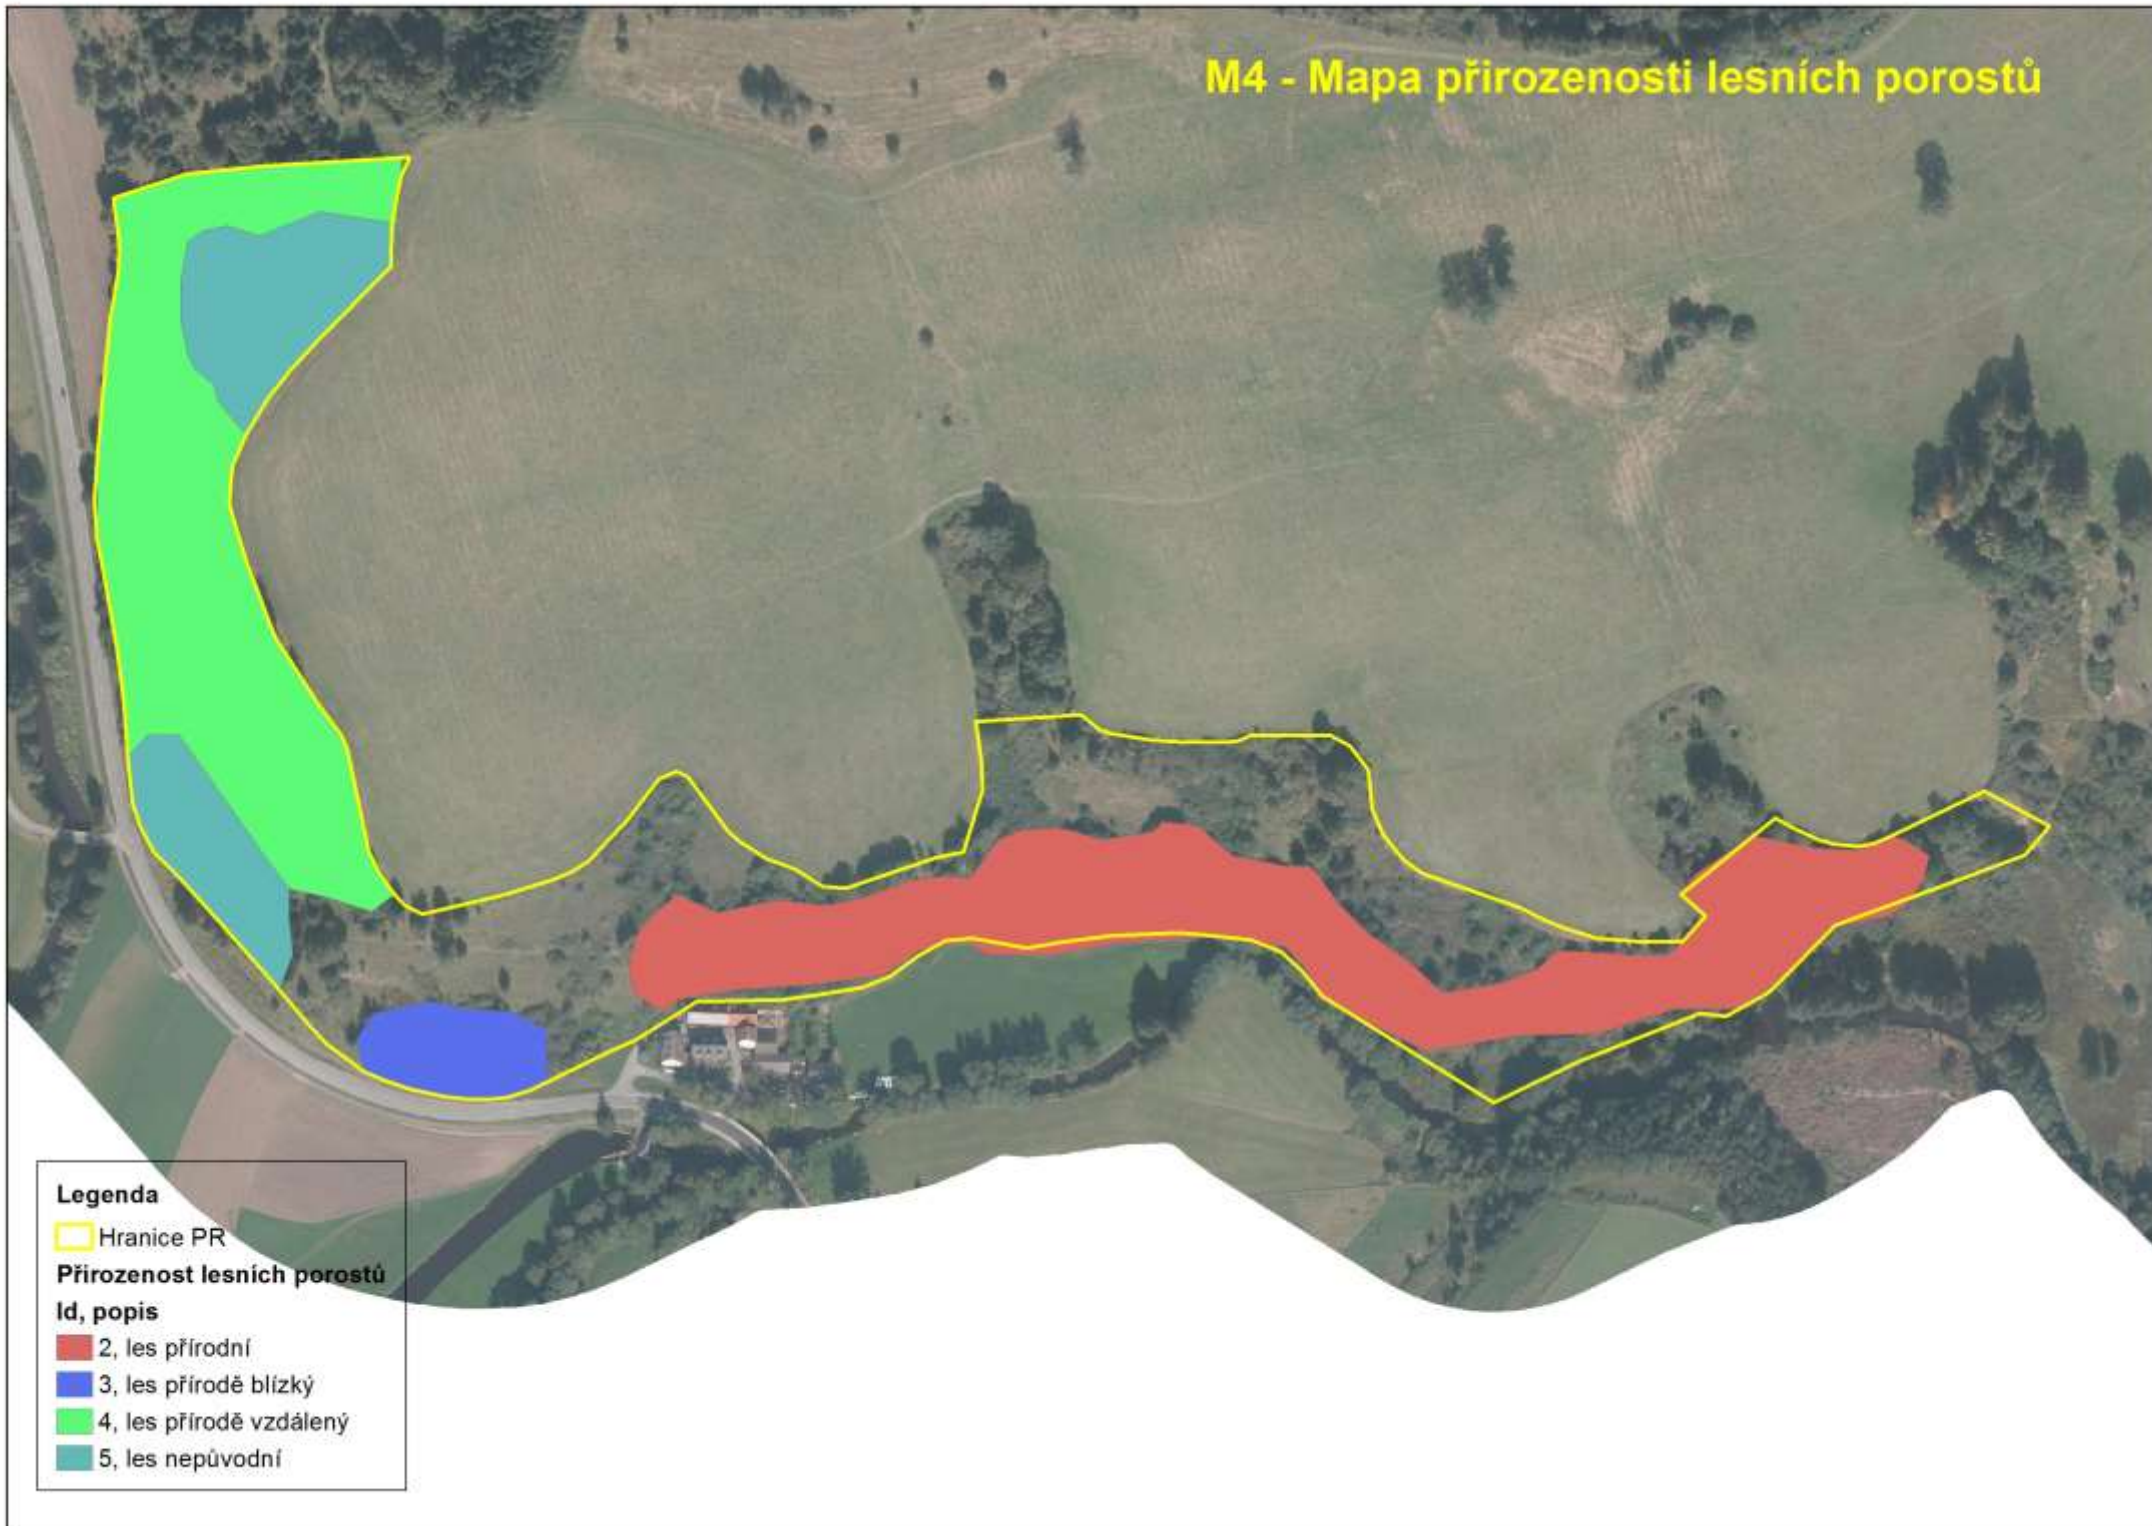 M4 - Mapa přirozenosti lesních porostů
Legenda
Hranice PR
Přirozenost lesních porostů
Id, popis
2, les přírodní
3, les přírodě blízký
4, les přírodě vzdálený
5, les nepůvodní